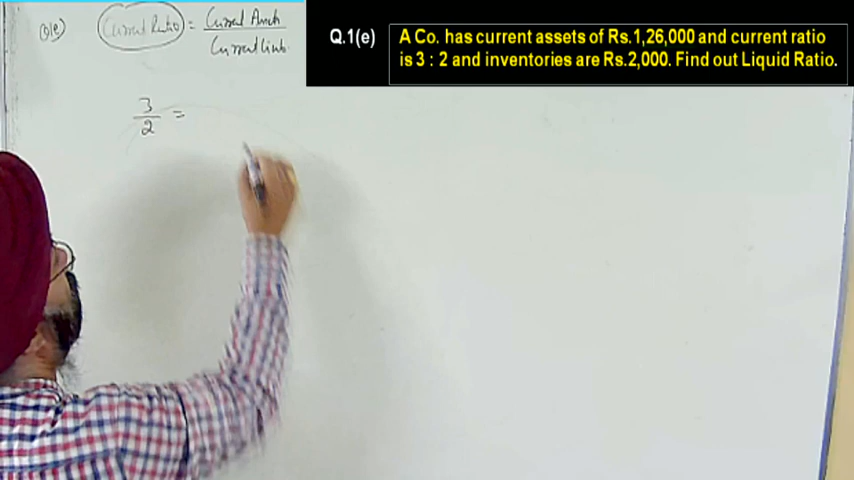 Q.1(e) A Co. has current assets of Rs.1,26,000 and current ratio
is 3 : 2 and inventories are Rs.2,000. Find out Liquid Ratio.
Q1(e) Current Ratio = Current Assets
Current Liab.
3
2 =